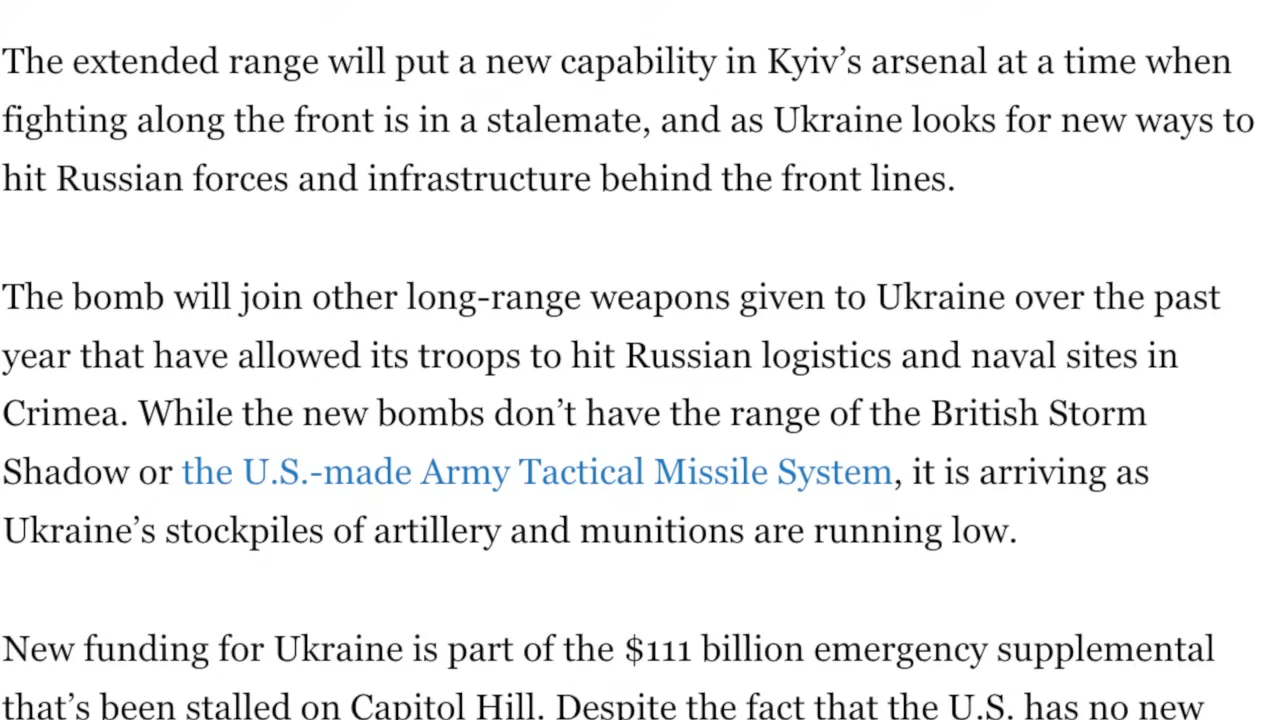 The extended range will put a new capability in Kyiv’s arsenal at a time when
fighting along the front is in a stalemate, and as Ukraine looks for new ways to
hit Russian forces and infrastructure behind the front lines.
The bomb will join other long-range weapons given to Ukraine over the past
year that have allowed its troops to hit Russian logistics and naval sites in
Crimea. While the new bombs don’t have the range of the British Storm
Shadow or the U.S.-made Army Tactical Missile System, it is arriving as
Ukraine’s stockpiles of artillery and munitions are running low.
New funding for Ukraine is part of the $111 billion emergency supplemental
that’s been stalled on Capitol Hill. Despite the fact that the U.S. has no new